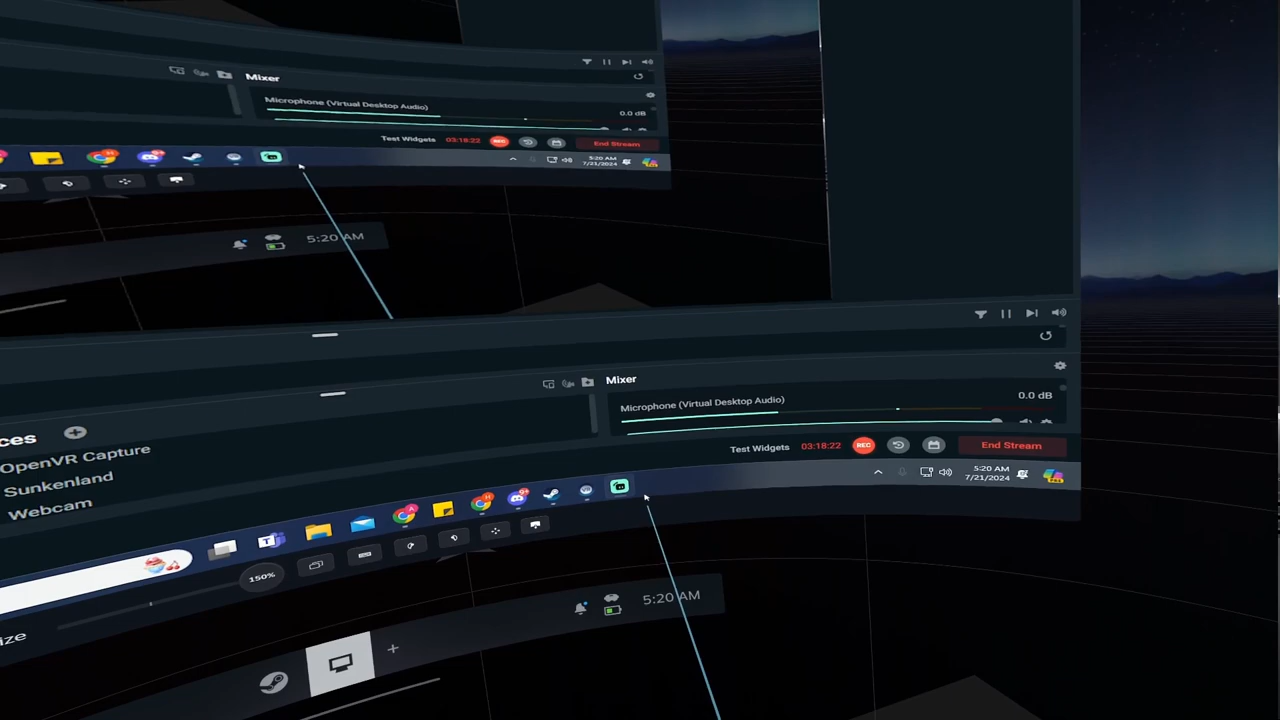 Mixer
Microphone (Virtual Desktop Audio)
0.0 dB
Test Widgets 03:18:22 REC End Stream
5:20 AM
7/21/2024
5:20 AM
Mixer
Microphone (Virtual Desktop Audio)
0.0 dB
ces
OpenVR Capture
Sunkenland
Webcam
Test Widgets 03:18:22 REC End Stream
5:20 AM
7/21/2024
150%
ize
5:20 AM